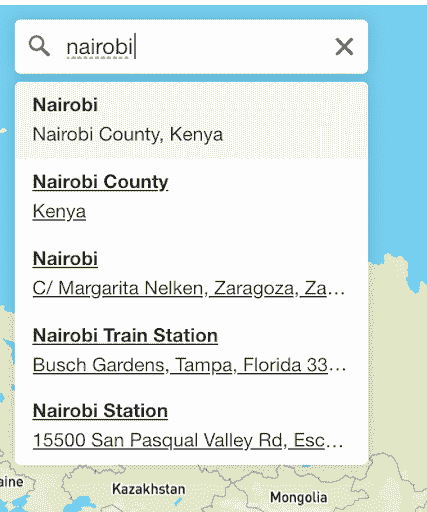 nairobi
Nairobi
Nairobi County, Kenya
Nairobi County
Kenya
Nairobi
C/ Margarita Nelken, Zaragoza, Za…
Nairobi Train Station
Busch Gardens, Tampa, Florida 33…
Nairobi Station
15500 San Pasqual Valley Rd, Esc…
aine
Kazakhstan
Mongolia